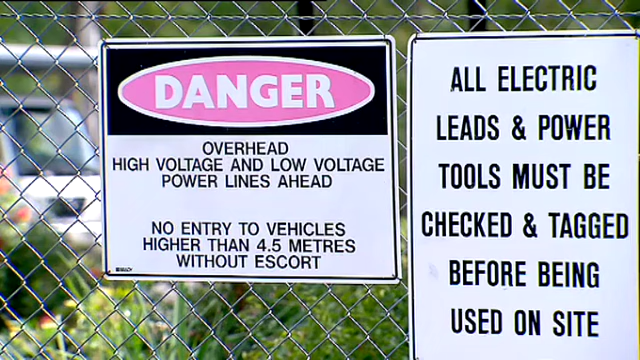 DANGER
OVERHEAD
HIGH VOLTAGE AND LOW VOLTAGE
POWER LINES AHEAD
NO ENTRY TO VEHICLES
HIGHER THAN 4.5 METRES
WITHOUT ESCORT
BRADY
ALL ELECTRIC
LEADS & POWER
TOOLS MUST BE
CHECKED & TAGGED
BEFORE BEING
USED ON SITE